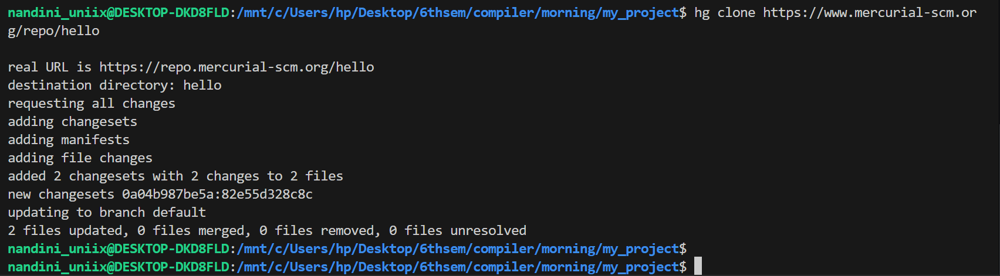 nandini_uniix@DESKTOP-DKD8FLD:/mnt/c/Users/hp/Desktop/6thsem/compiler/morning/my_project$ hg clone https://www.mercurial-scm.or
g/repo/hello
real URL is https://repo.mercurial-scm.org/hello
destination directory: hello
requesting all changes
adding changesets
adding manifests
adding file changes
added 2 changesets with 2 changes to 2 files
new changesets 0a04b987be5a:82e55d328c8c
updating to branch default
2 files updated, 0 files merged, 0 files removed, 0 files unresolved
nandini_uniix@DESKTOP-DKD8FLD:/mnt/c/Users/hp/Desktop/6thsem/compiler/morning/my_project$
nandini_uniix@DESKTOP-DKD8FLD:/mnt/c/Users/hp/Desktop/6thsem/compiler/morning/my_project$